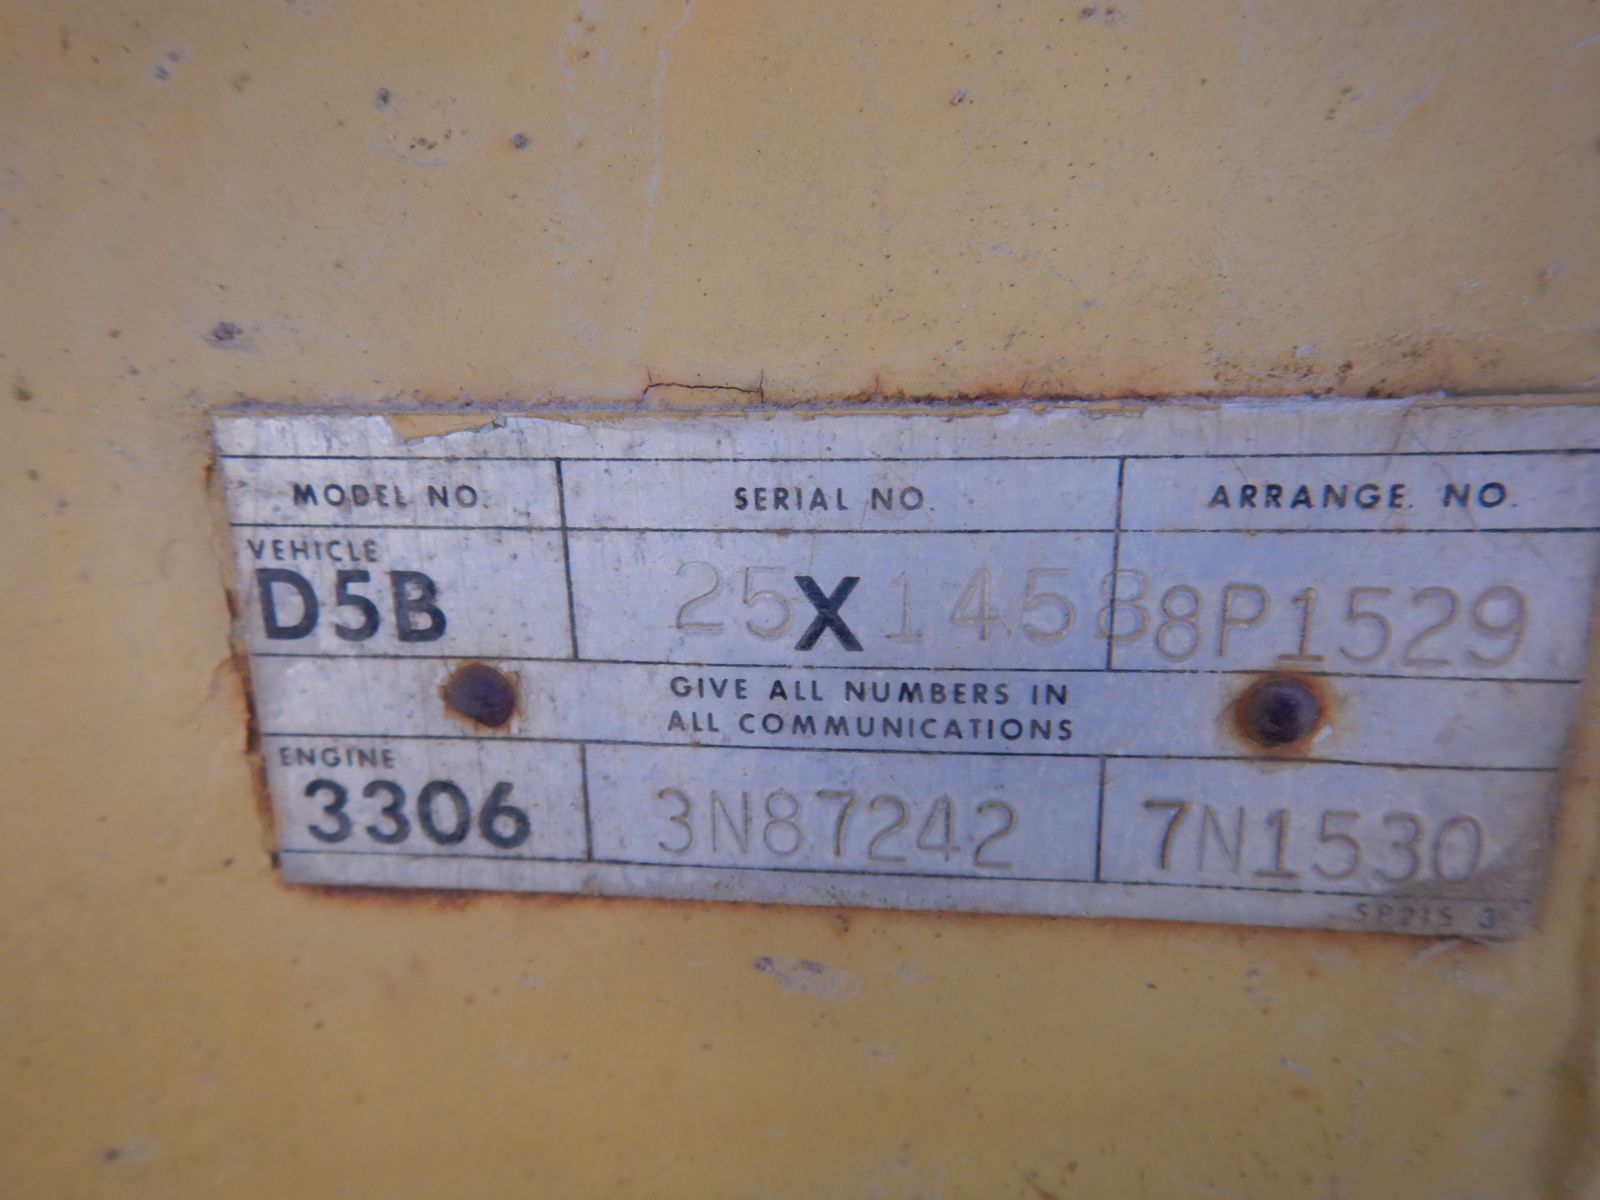 MODEL NO. SERIAL NO. ARRANGE. NO.
VEHICLE
D5B 25X1458 8P1529
GIVE ALL NUMBERS IN
ALL COMMUNICATIONS
ENGINE
3306 3N87242 7N1530